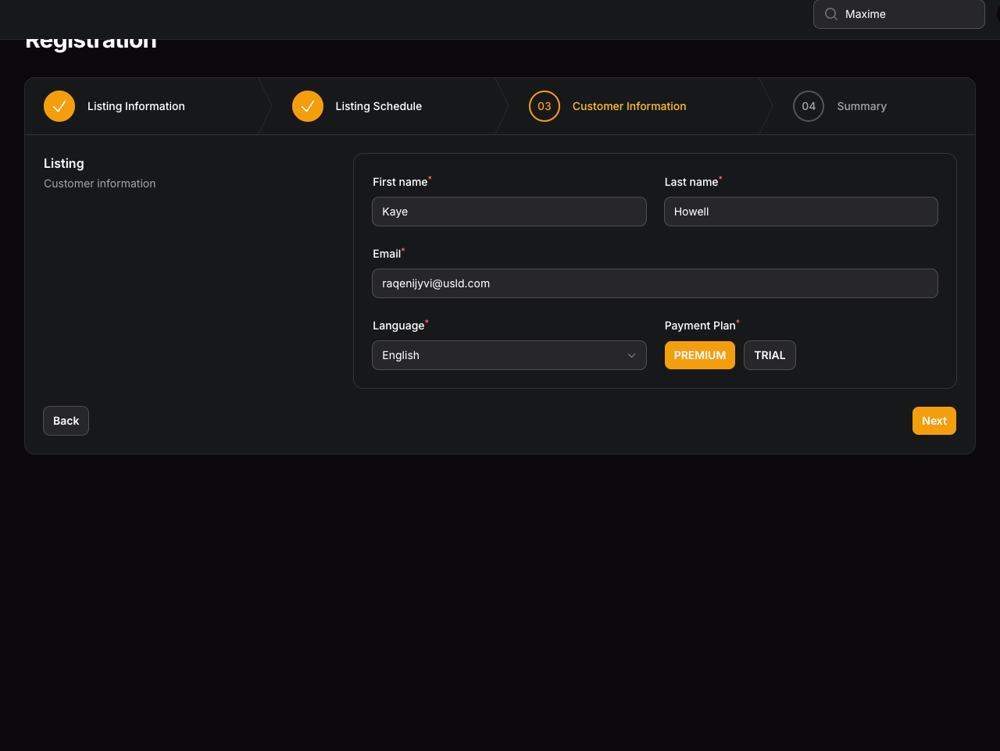 Maxime
Registration
Listing Information
Listing Schedule
03
Customer Information
04
Summary
Listing
Customer information
First name*
Last name*
Kaye
Howell
Email*
raqenijyvi@usld.com
Language*
Payment Plan*
English
PREMIUM
TRIAL
Back
Next